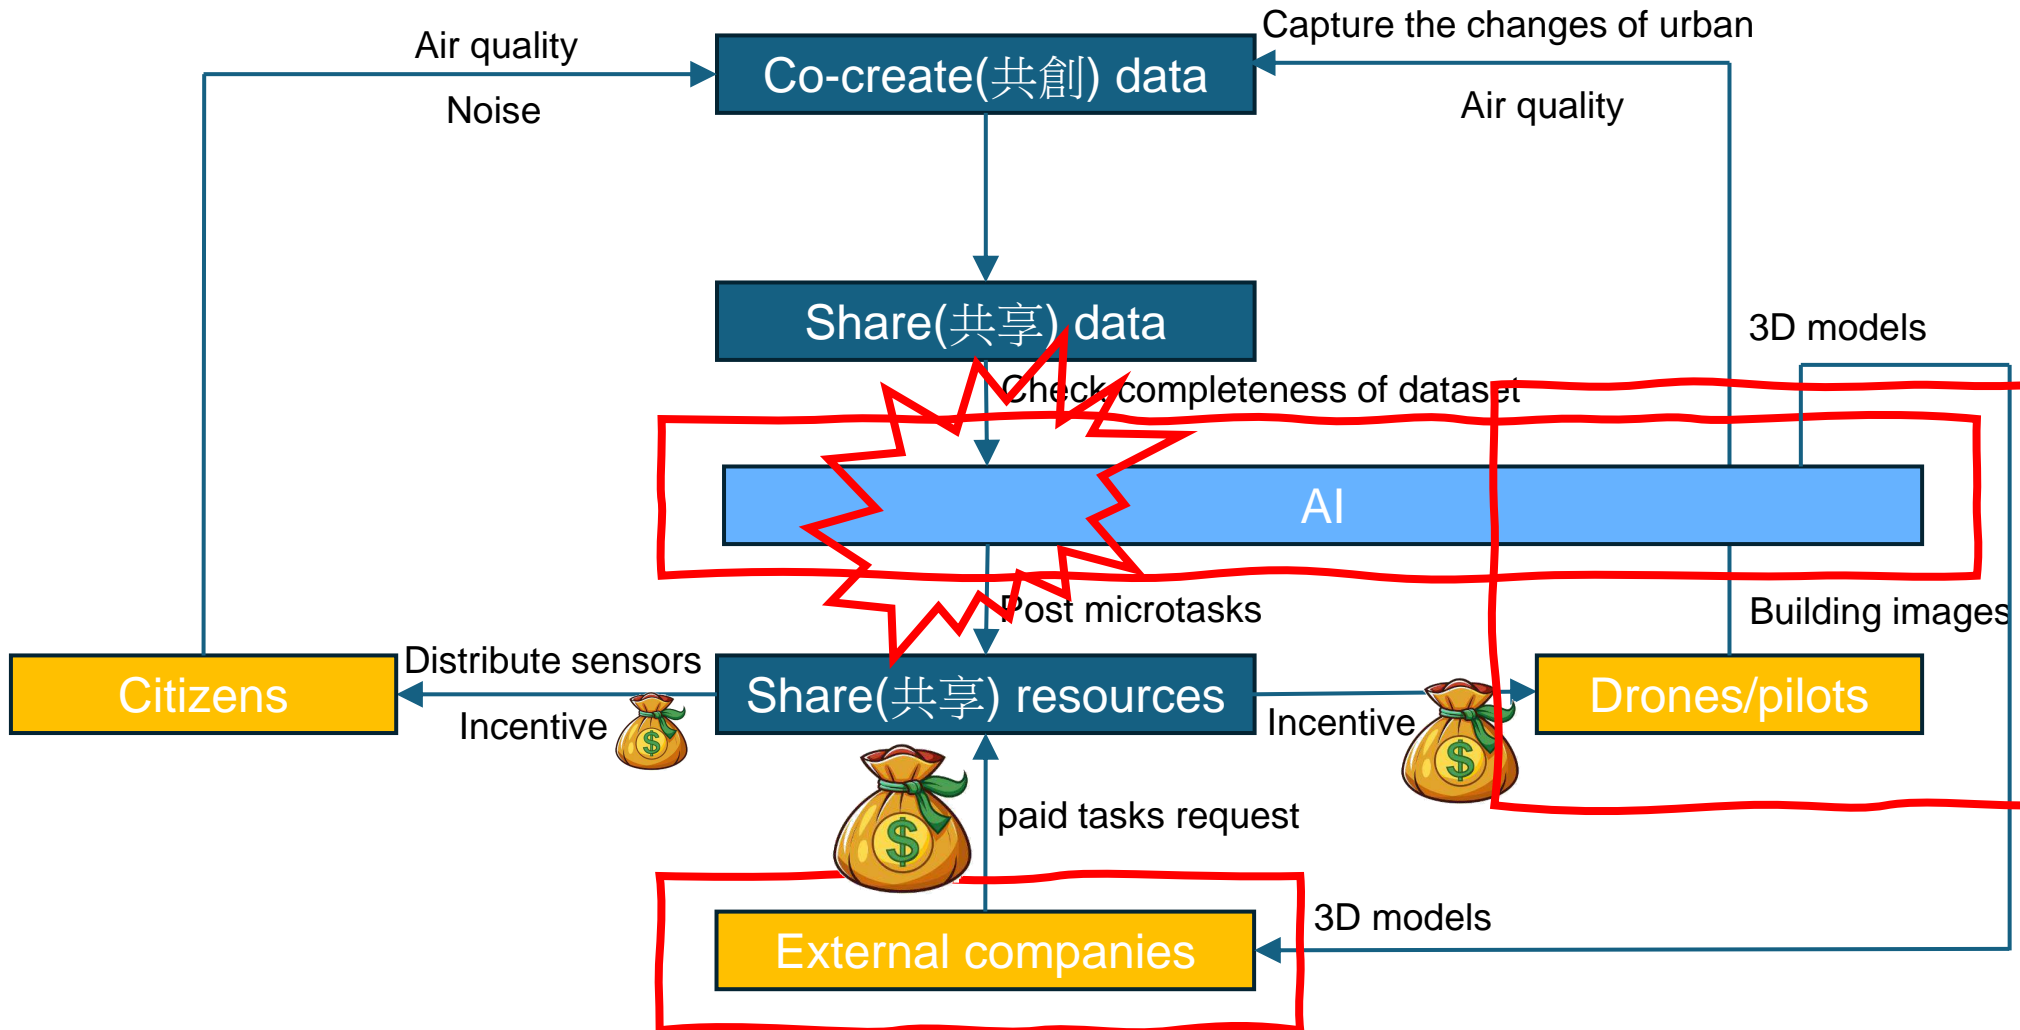 Capture the changes of urban
Air quality
Co-create(共創) data
Noise
Air quality
Share(共享) data
3D models
Check completeness of dataset
AI
Post microtasks
Building images
Distribute sensors
Citizens
Share(共享) resources
Drones/pilots
Incentive
$
Incentive
$
paid tasks request
$
3D models
External companies